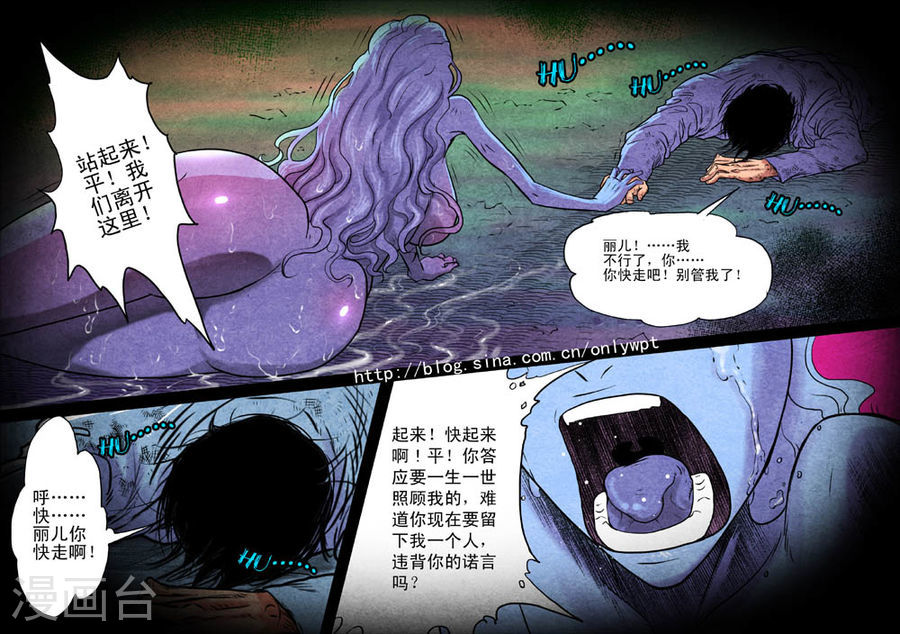 站起来！
平！我
们离开
这里！
HU……
HU……
HU……
丽儿！……我
不行了，你……
你快走吧！别管我了！
http://blog.sina.com.cn/onlywpt
HU……
呼……
快……
丽儿你
快走啊！
HU……
起来！快起来
啊！平！你答
应要一生一世
照顾我的，难
道你现在要留
下我一个人，
违背你的诺言
吗？
漫画台